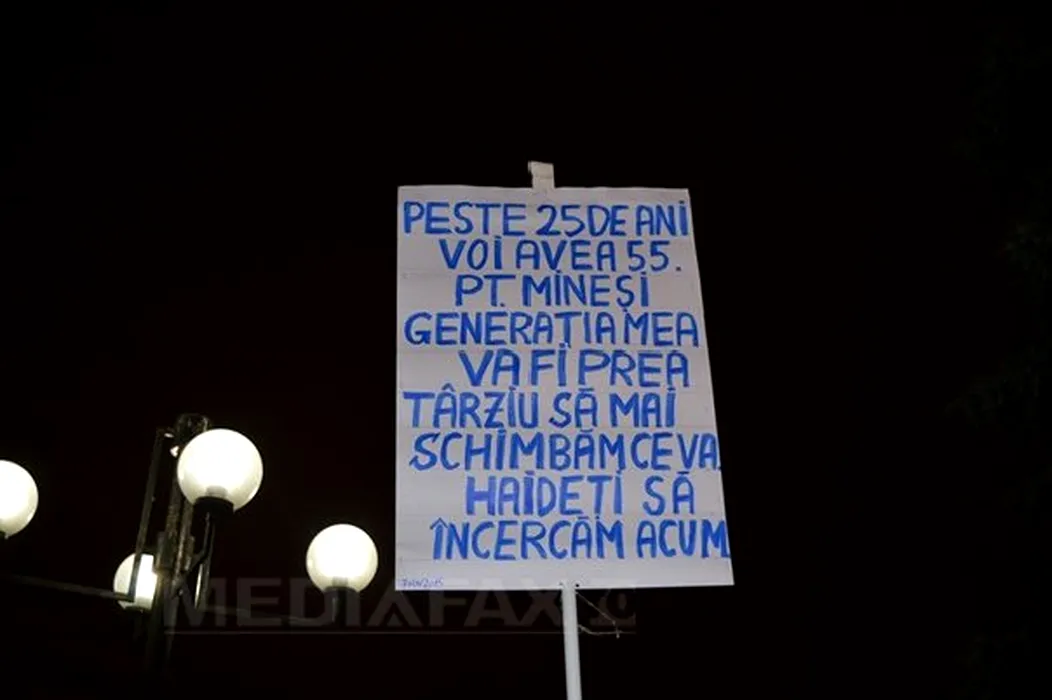 PESTE 25 DE ANI
VOI AVEA 55.
PT. MINE ȘI
GENERAȚIA MEA
VA FI PREA
TÂRZIU SĂ MAI
SCHIMBĂM CEVA.
HAIDEȚI SĂ
ÎNCERCĂM ACUM
MEDIAFAX